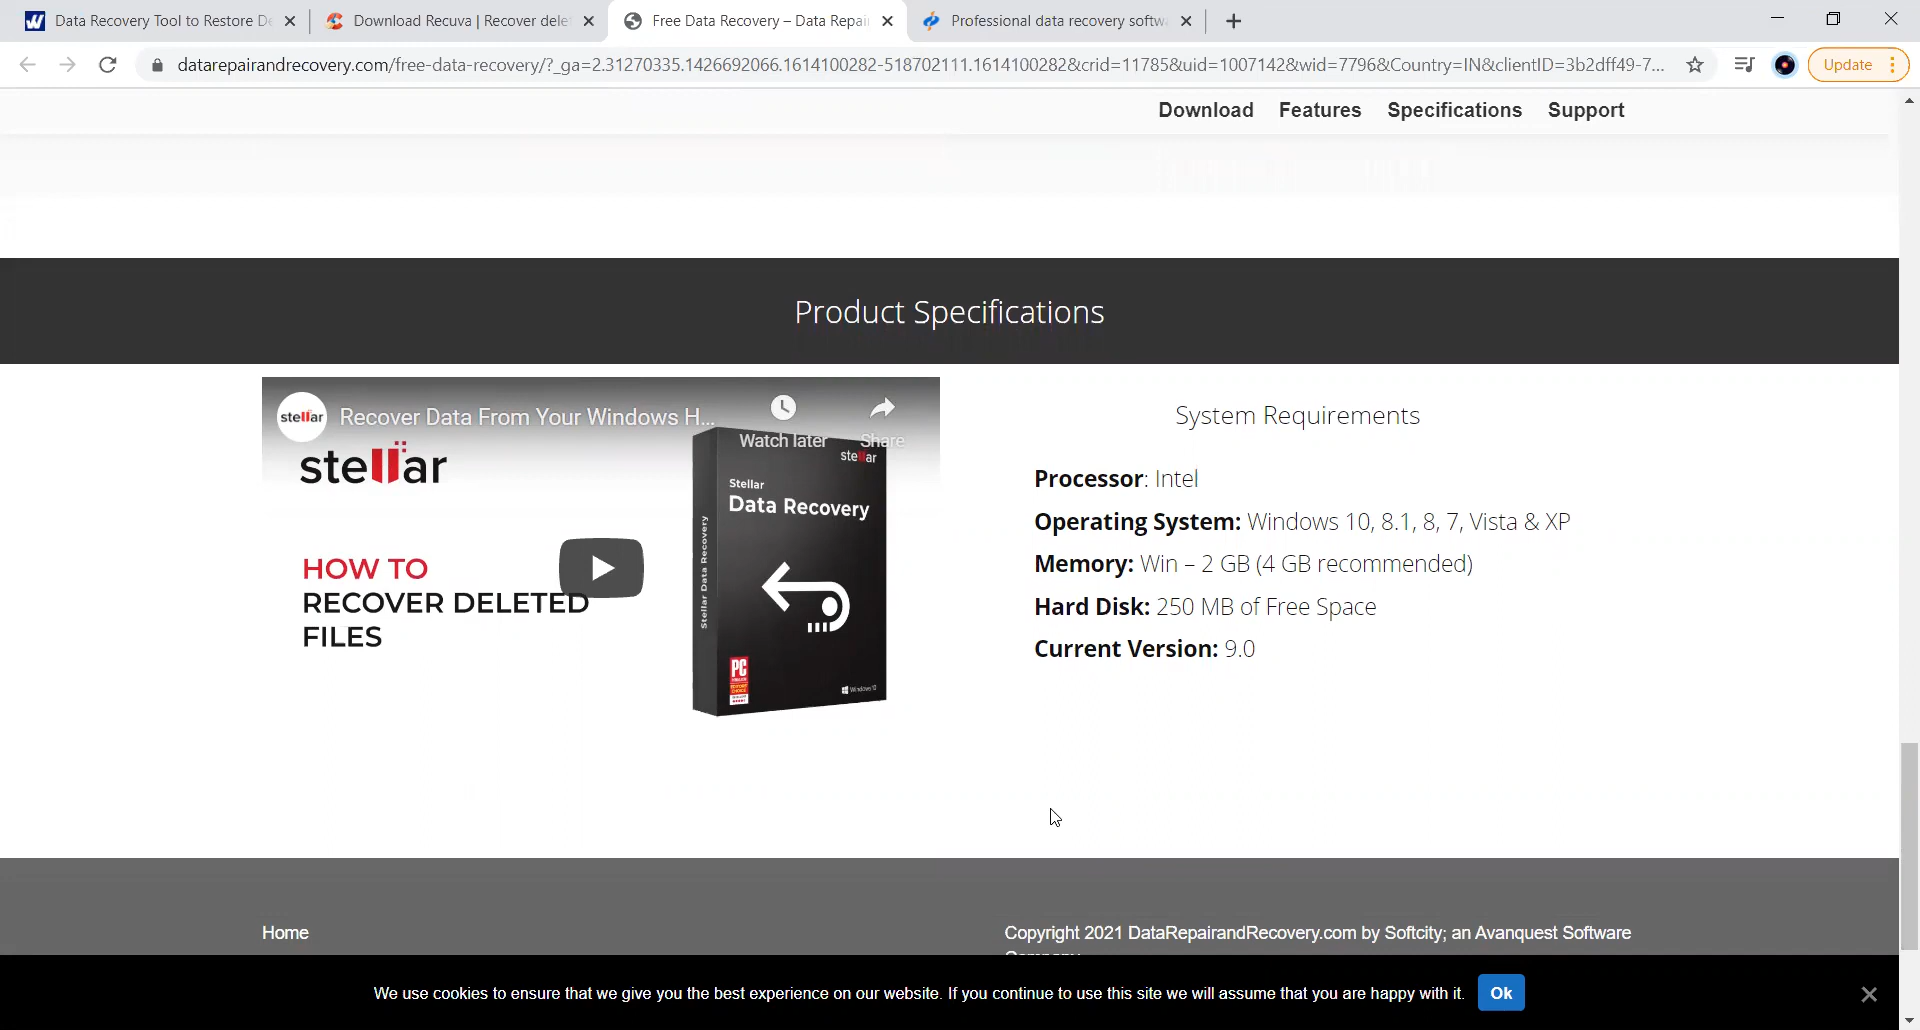 Data Recovery Tool to Restore De
Download Recuva | Recover delet
Free Data Recovery – Data Repair
Professional data recovery softwa
datarepairandrecovery.com/free-data-recovery/?_ga=2.31270335.1426692066.1614100282-518702111.1614100282&crid=11785&uid=1007142&wid=7796&Country=IN&clientID=3b2dff49-7...
Update
Download Features Specifications Support
Product Specifications
stellar
Recover Data From Your Windows H...
Watch later
Share
stellar
stellar
HOW TO
RECOVER DELETED
FILES
Stellar
Data Recovery
Stellar Data Recovery
PC
Windows 10
System Requirements
Processor: Intel
Operating System: Windows 10, 8.1, 8, 7, Vista & XP
Memory: Win – 2 GB (4 GB recommended)
Hard Disk: 250 MB of Free Space
Current Version: 9.0
Home
Copyright 2021 DataRepairandRecovery.com by Softcity; an Avanquest Software
We use cookies to ensure that we give you the best experience on our website. If you continue to use this site we will assume that you are happy with it.
Ok